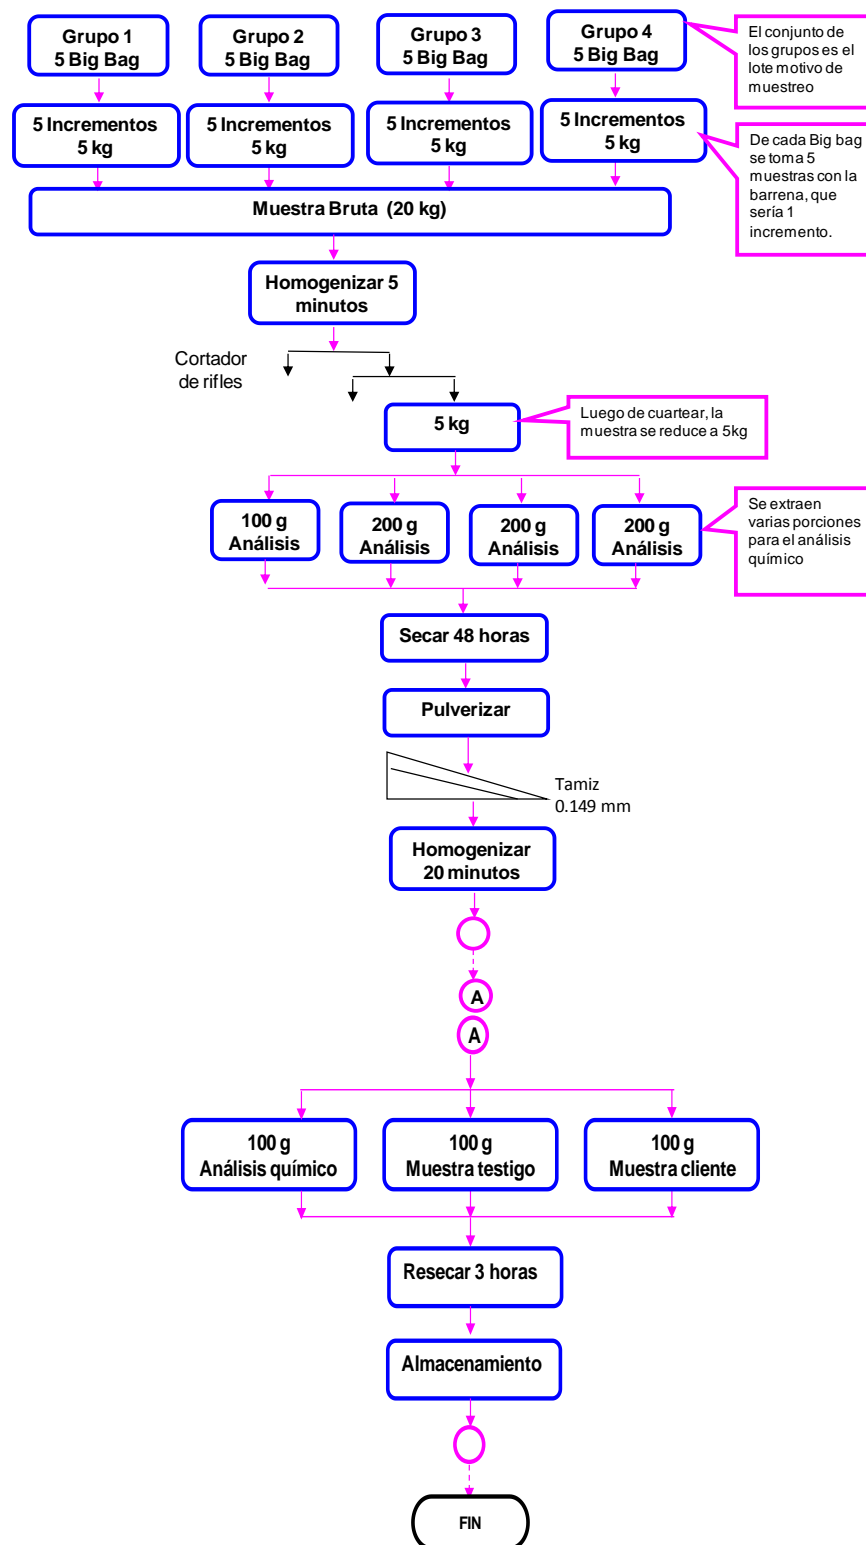 Grupo 1
5 Big Bag
Grupo 2
5 Big Bag
Grupo 3
5 Big Bag
Grupo 4
5 Big Bag
El conjunto de
los grupos es el
lote motivo de
muestreo
5 Incrementos
5 kg
5 Incrementos
5 kg
5 Incrementos
5 kg
5 Incrementos
5 kg
De cada Big bag
se toma 5
muestras con la
barrena, que
sería 1
incremento.
Muestra Bruta (20 kg)
Homogenizar 5
minutos
Cortador
de rifles
5 kg
Luego de cuartear, la
muestra se reduce a 5kg
100 g
Análisis
200 g
Análisis
200 g
Análisis
200 g
Análisis
Se extraen
varias porciones
para el análisis
químico
Secar 48 horas
Pulverizar
Tamiz
0.149 mm
Homogenizar
20 minutos
A
A
100 g
Análisis químico
100 g
Muestra testigo
100 g
Muestra cliente
Resecar 3 horas
Almacenamiento
FIN